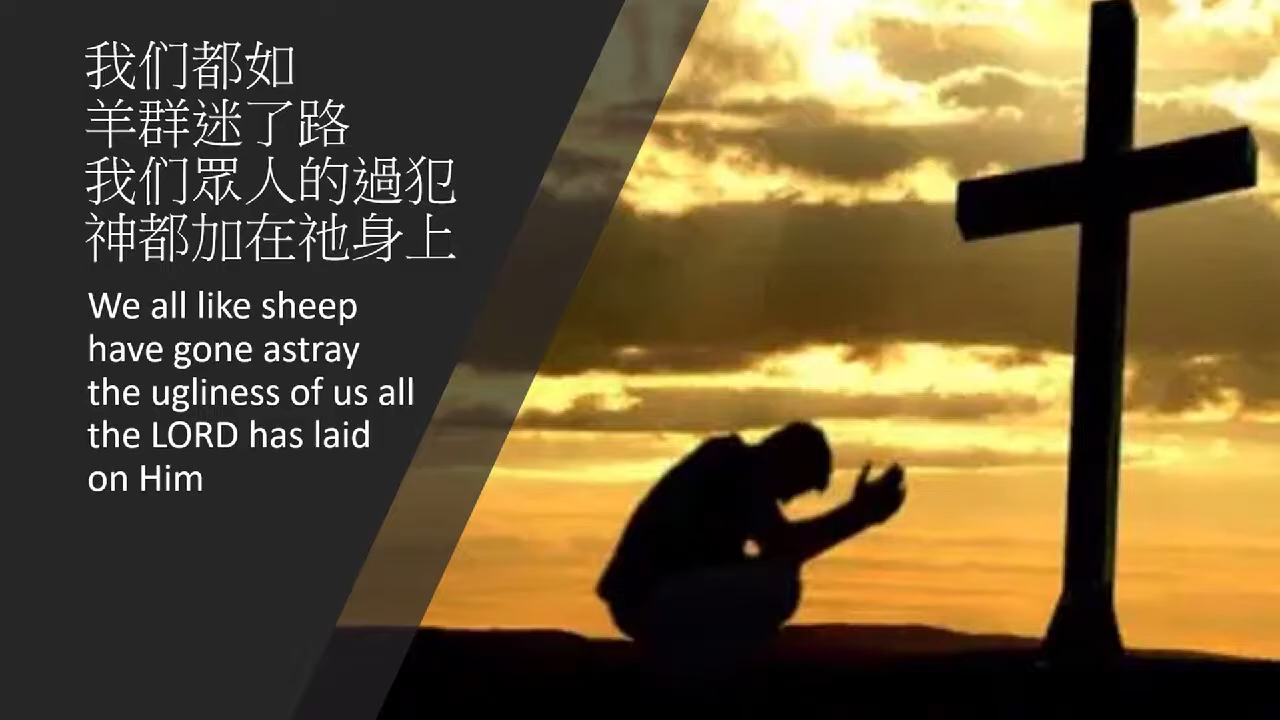 我们都如
羊群迷了路
我们眾人的過犯
神都加在祂身上
We all like sheep
have gone astray
the ugliness of us all
the LORD has laid
on Him